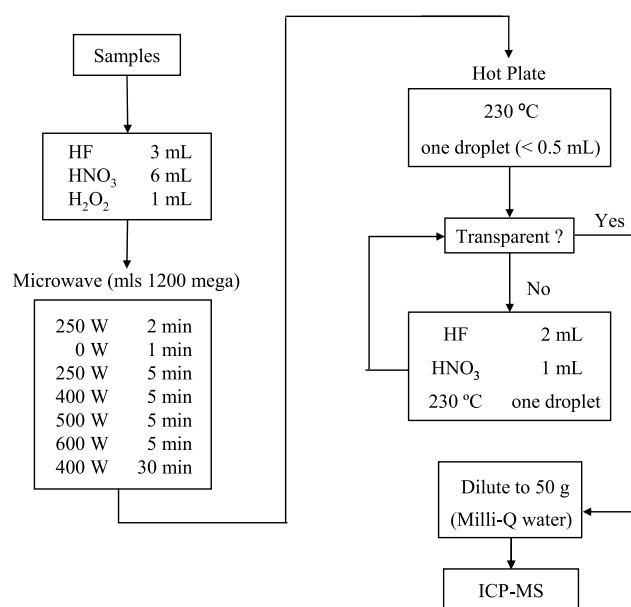 Samples
HF 3 mL
HNO₃ 6 mL
H₂O₂ 1 mL
Microwave (mls 1200 mega)
250 W 2 min
0 W 1 min
250 W 5 min
400 W 5 min
500 W 5 min
600 W 5 min
400 W 30 min
Hot Plate
230 ºC
one droplet (< 0.5 mL)
Transparent ?
Yes
No
HF 2 mL
HNO₃ 1 mL
230 ºC one droplet
Dilute to 50 g
(Milli-Q water)
ICP-MS